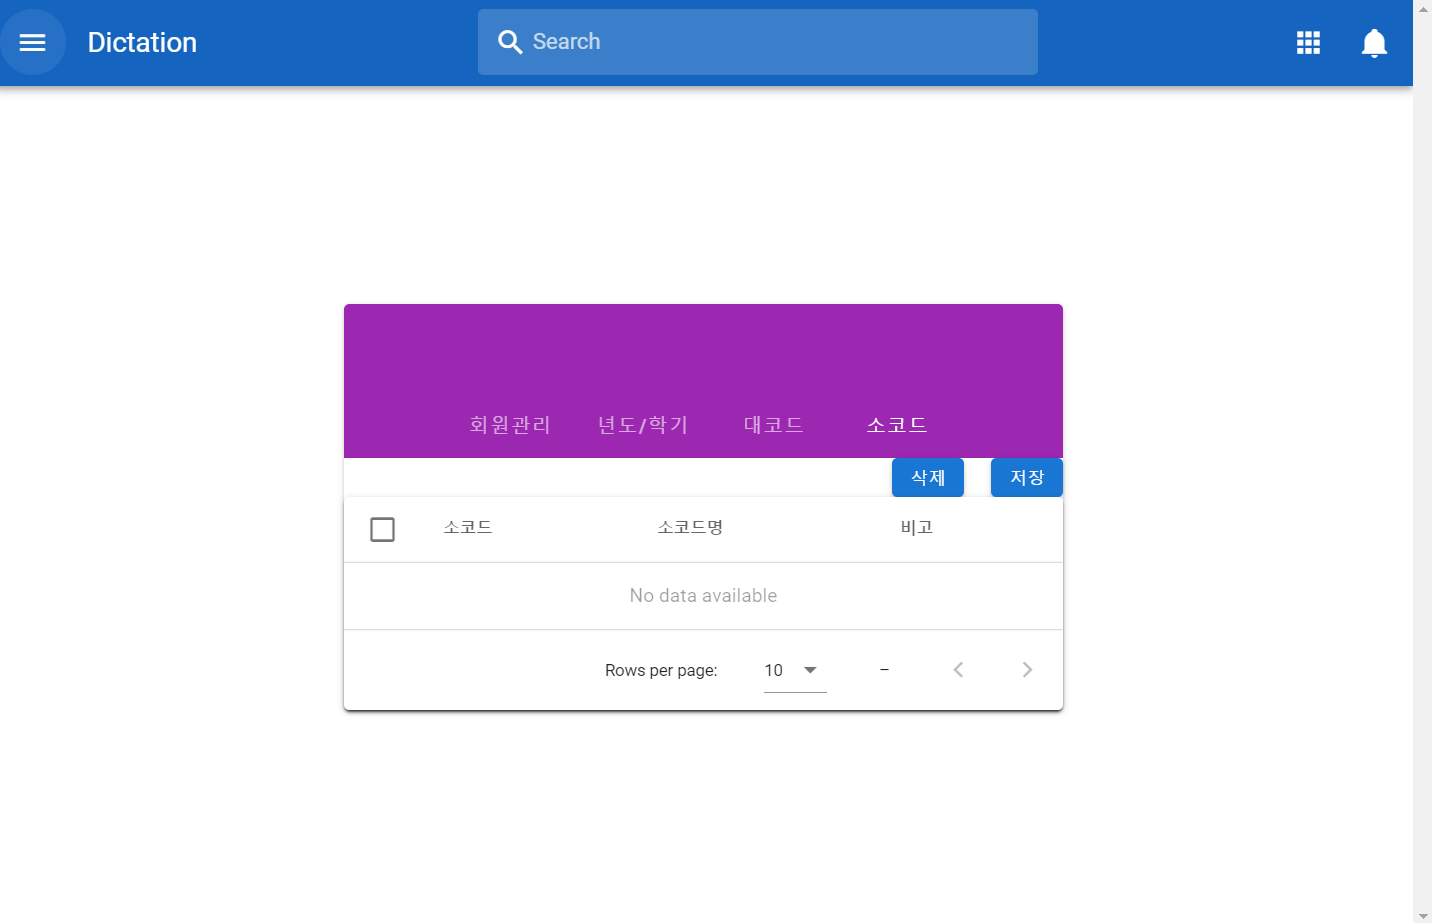 Dictation
Search
회원관리 년도/학기 대코드 소코드
삭제 저장
소코드 소코드명 비고
No data available
Rows per page: 10 –